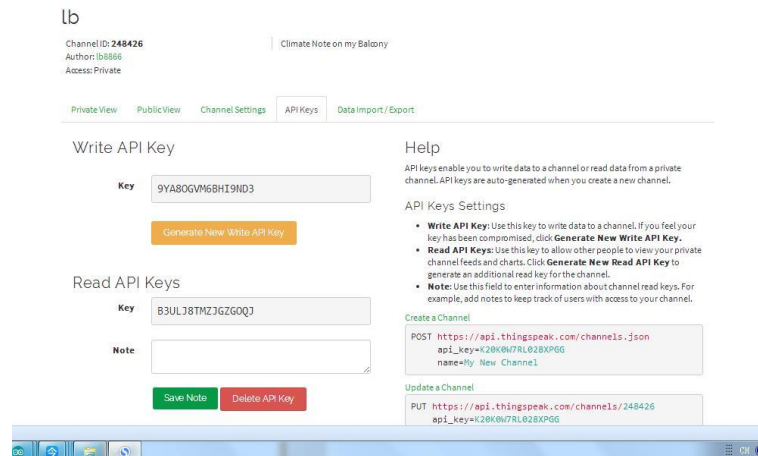 lb
Channel ID: 248426
Author: lb8866
Access: Private
Climate Note on my Balcony
Private View Public View Channel Settings API Keys Data Import / Export
Write API Key
Key 9YA8OGVM6BHI9ND3
Generate New Write API Key
Read API Keys
Key B3ULJ8TMZJGZGOQJ
Note
Save Note Delete API Key
Help
API keys enable you to write data to a channel or read data from a private
channel. API keys are auto-generated when you create a new channel.
API Keys Settings
• Write API Key: Use this key to write data to a channel. If you feel your
key has been compromised, click Generate New Write API Key.
• Read API Keys: Use this key to allow other people to view your private
channel feeds and charts. Click Generate New Read API Key to
generate an additional read key for the channel.
• Note: Use this field to enter information about channel read keys. For
example, add notes to keep track of users with access to your channel.
Create a Channel
POST https://api.thingspeak.com/channels.json
api_key=K20K0W7RL028XPGG
name=My New Channel
Update a Channel
PUT https://api.thingspeak.com/channels/248426
api_key=K20K0W7RL028XPGG
CH